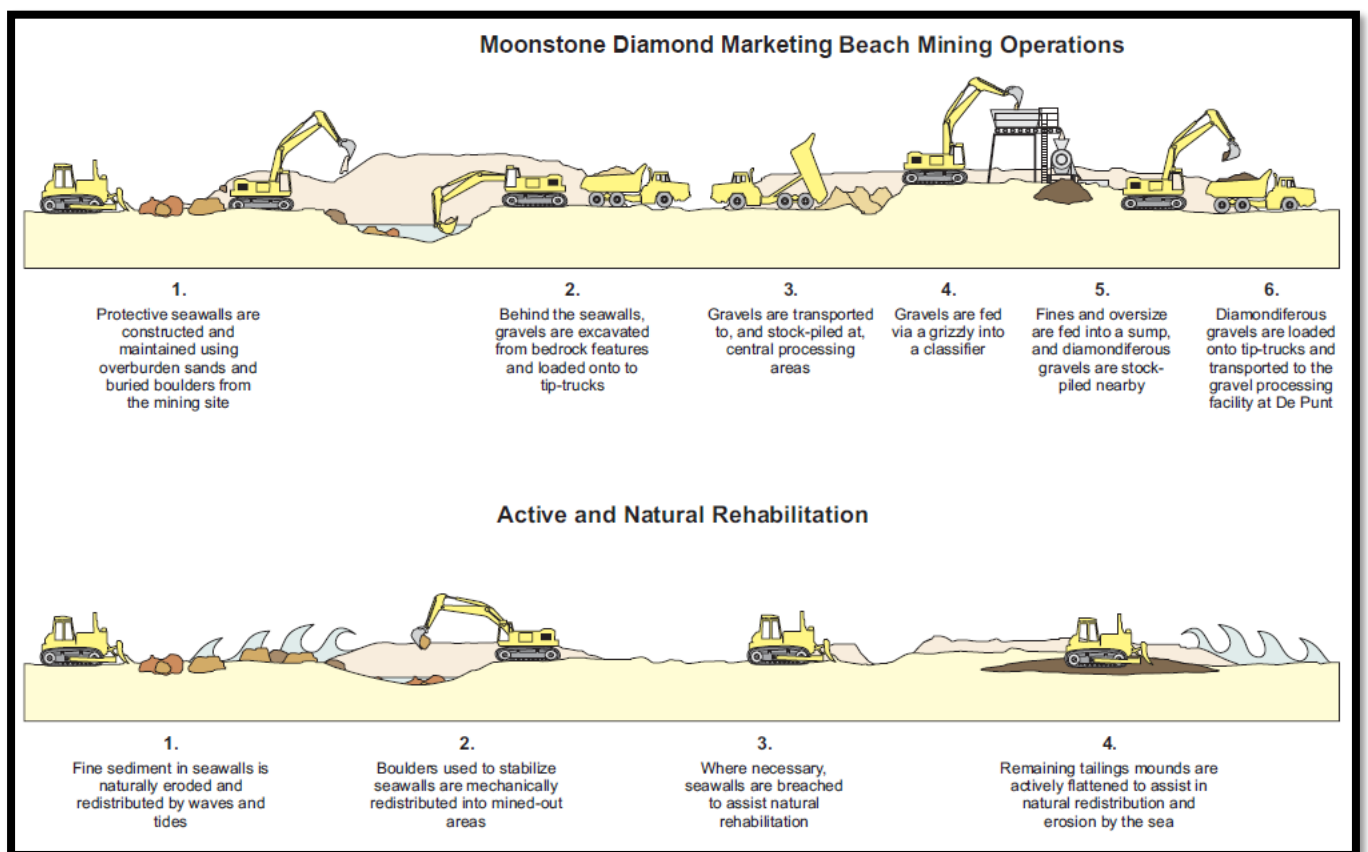 Moonstone Diamond Marketing Beach Mining Operations
1.
Protective seawalls are
constructed and
maintained using
overburden sands and
buried boulders from
the mining site
2.
Behind the seawalls,
gravels are excavated
from bedrock features
and loaded onto to
tip-trucks
3.
Gravels are transported
to, and stock-piled at,
central processing
areas
4.
Gravels are fed
via a grizzly into
a classifier
5.
Fines and oversize
are fed into a sump,
and diamondiferous
gravels are stock-
piled nearby
6.
Diamondiferous
gravels are loaded
onto tip-trucks and
transported to the
gravel processing
facility at De Punt
Active and Natural Rehabilitation
1.
Fine sediment in seawalls is
naturally eroded and
redistributed by waves and
tides
2.
Boulders used to stabilize
seawalls are mechanically
redistributed into mined-out
areas
3.
Where necessary,
seawalls are breached
to assist natural
rehabilitation
4.
Remaining tailings mounds are
actively flattened to assist in
natural redistribution and
erosion by the sea